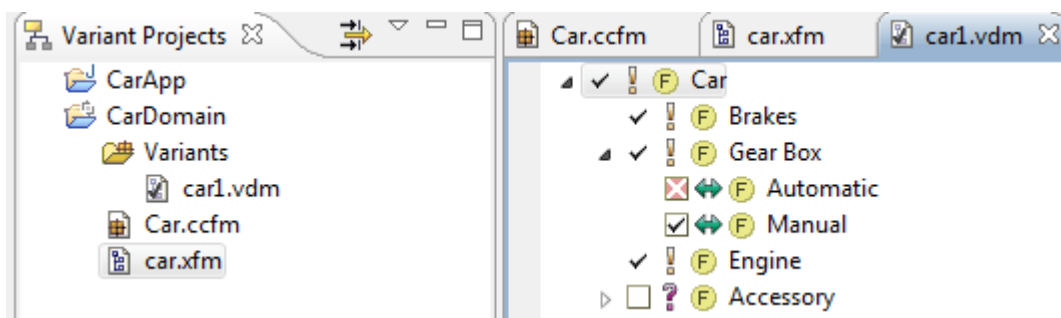 Variant Projects
CarApp
CarDomain
Variants
car1.vdm
Car.ccfm
car.xfm
Car.ccfm
car.xfm
car1.vdm
F Car
F Brakes
F Gear Box
F Automatic
F Manual
F Engine
? F Accessory